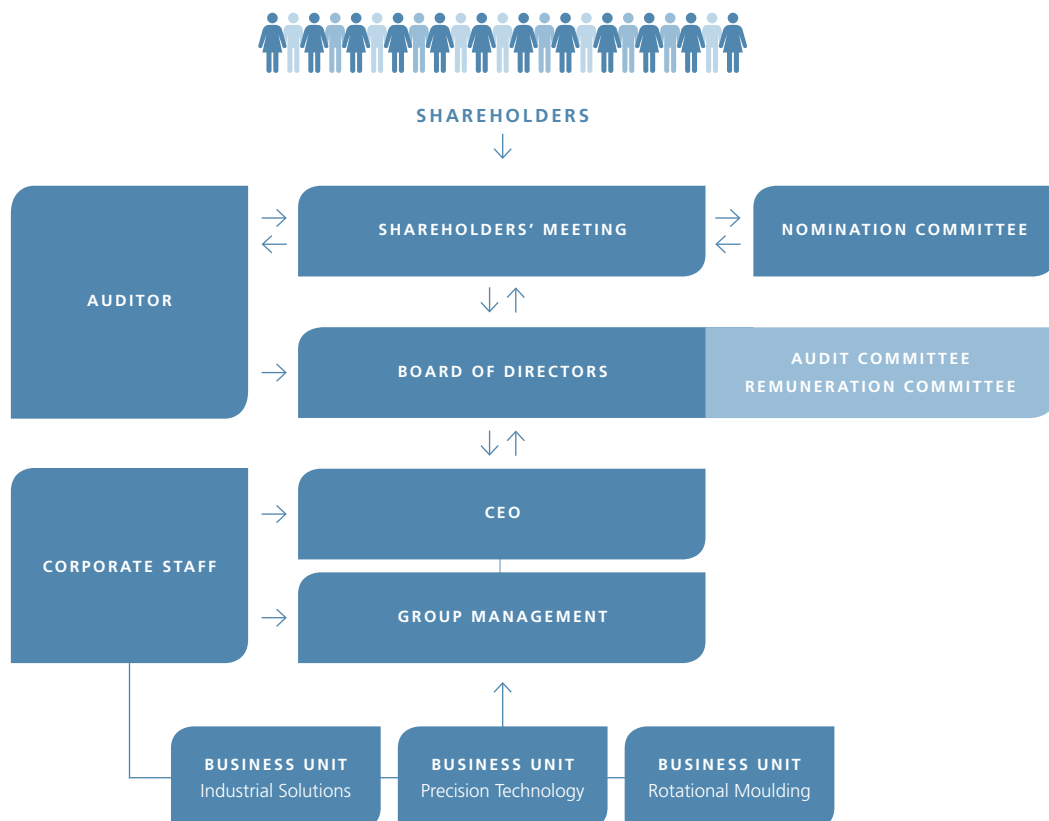 SHAREHOLDERS
SHAREHOLDERS’ MEETING
NOMINATION COMMITTEE
AUDITOR
BOARD OF DIRECTORS
AUDIT COMMITTEE
REMUNERATION COMMITTEE
CEO
CORPORATE STAFF
GROUP MANAGEMENT
BUSINESS UNIT
Industrial Solutions
BUSINESS UNIT
Precision Technology
BUSINESS UNIT
Rotational Moulding